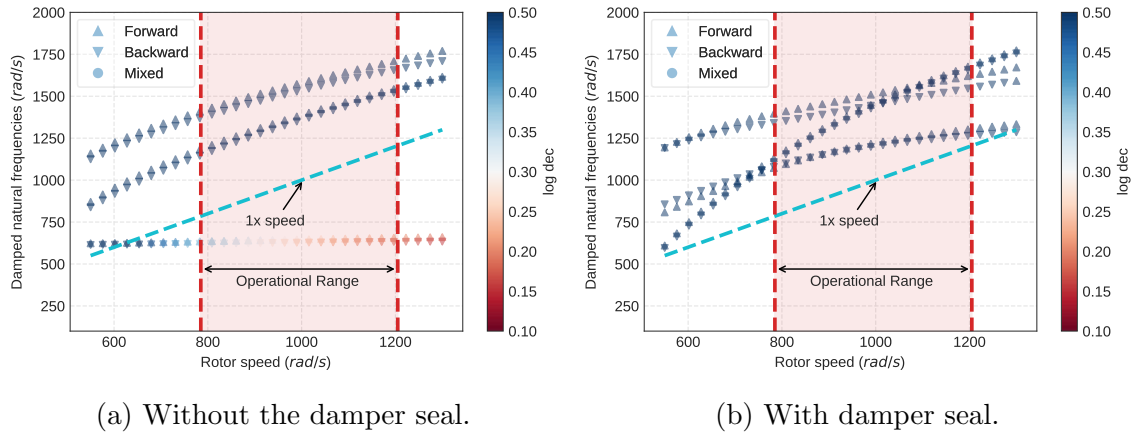 2000
1750
1500
1250
1000
750
500
250
Damped natural frequencies (rad/s)
Forward
Backward
Mixed
1x speed
Operational Range
600
800
1000
1200
Rotor speed (rad/s)
0.50
0.45
0.40
0.35
0.30
0.25
0.20
0.15
0.10
log dec
(a) Without the damper seal.
2000
1750
1500
1250
1000
750
500
250
Damped natural frequencies (rad/s)
Forward
Backward
Mixed
1x speed
Operational Range
600
800
1000
1200
Rotor speed (rad/s)
0.50
0.45
0.40
0.35
0.30
0.25
0.20
0.15
0.10
log dec
(b) With damper seal.